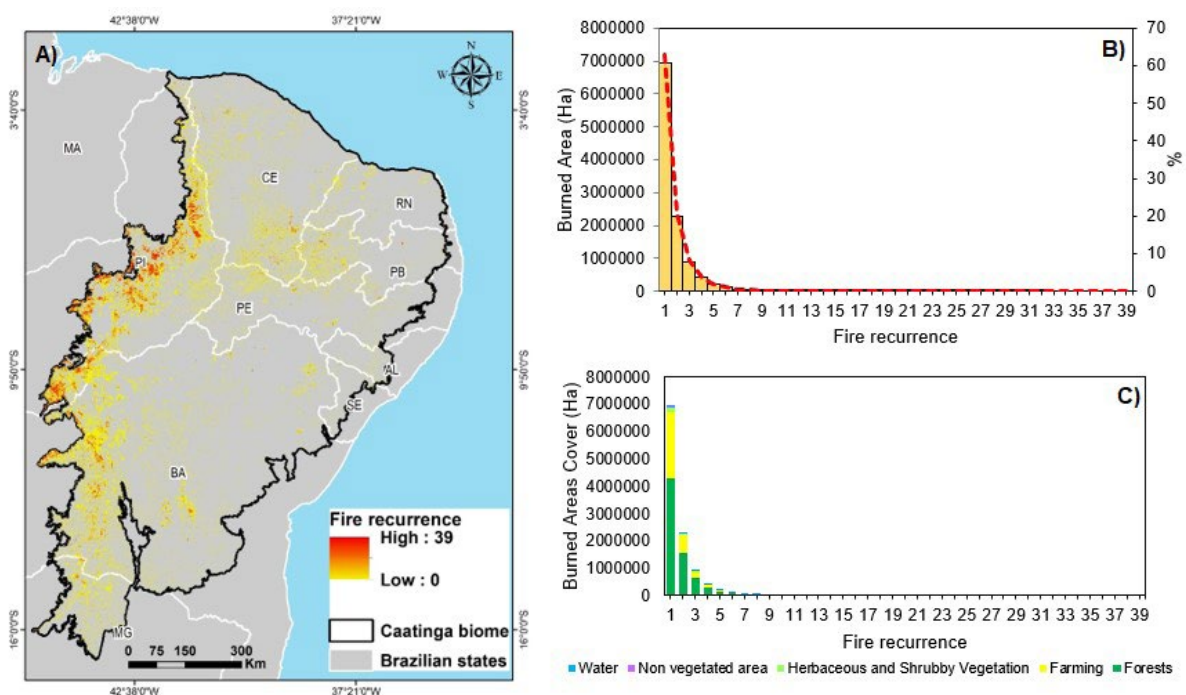 42°38'0"W 37°21'0"W
A)
N
W E
S
3°40'0"S 3°40'0"S
MA
CE
RN
PI
PB
PE
9°50'0"S 9°50'0"S
AL
SE
BA
Fire recurrence
High : 39
Low : 0
Caatinga biome
Brazilian states
MG
16°0'0"S 16°0'0"S
0 75 150 300
Km
42°38'0"W 37°21'0"W
B)
Burned Area (Ha)
8000000
7000000
6000000
5000000
4000000
3000000
2000000
1000000
0
70
60
50
40
30
20
10
0
%
1 3 5 7 9 11 13 15 17 19 21 23 25 27 29 31 33 35 37 39
Fire recurrence
C)
Burned Areas Cover (Ha)
8000000
7000000
6000000
5000000
4000000
3000000
2000000
1000000
0
1 3 5 7 9 11 13 15 17 19 21 23 25 27 29 31 33 35 37 39
Fire recurrence
Water Non vegetated area Herbaceous and Shrubby Vegetation Farming Forests